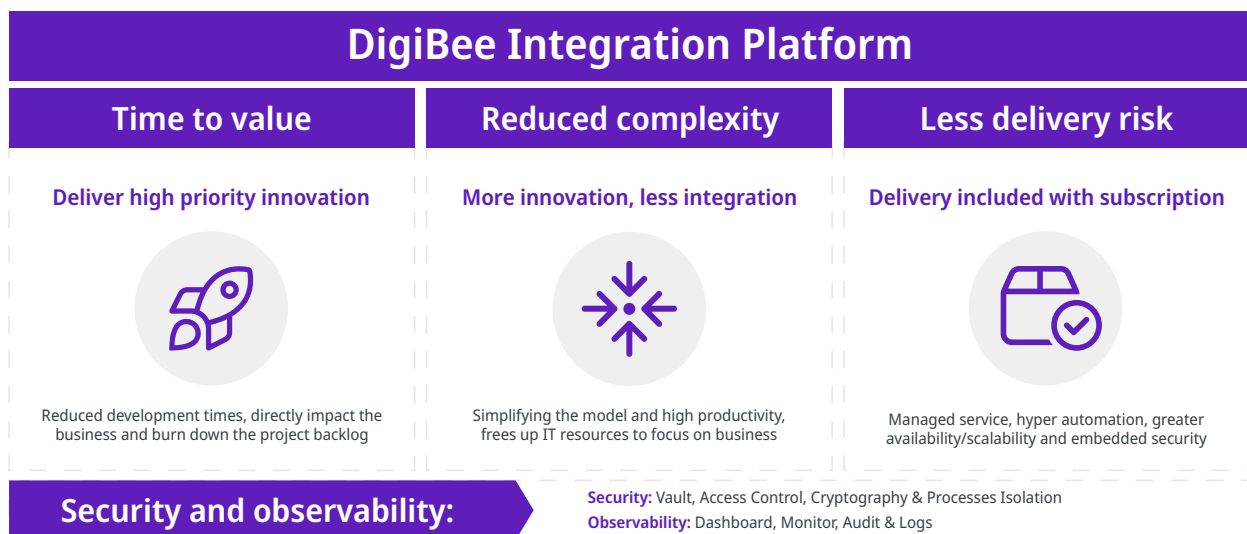 DigiBee Integration Platform
Time to value
Deliver high priority innovation
Reduced development times, directly impact the
business and burn down the project backlog
Reduced complexity
More innovation, less integration
Simplifying the model and high productivity,
frees up IT resources to focus on business
Less delivery risk
Delivery included with subscription
Managed service, hyper automation, greater
availability/scalability and embedded security
Security and observability:
Security: Vault, Access Control, Cryptography & Processes Isolation
Observability: Dashboard, Monitor, Audit & Logs